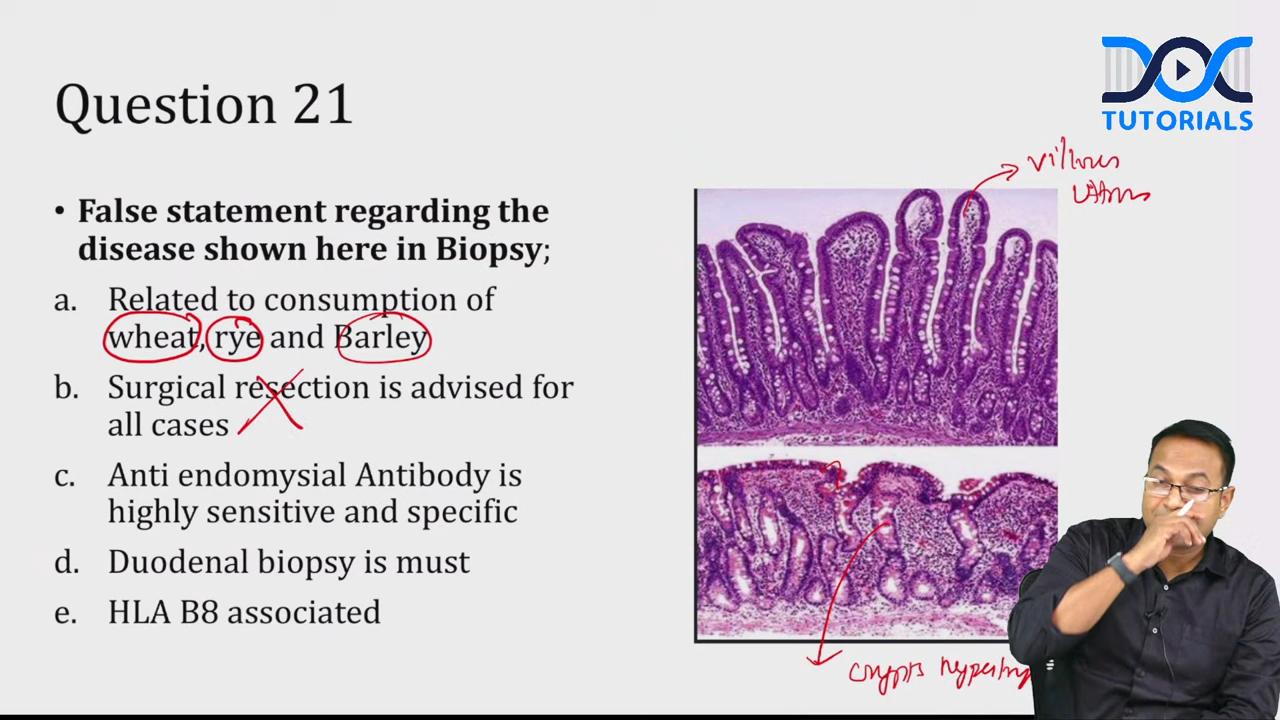 Question 21
• False statement regarding the
disease shown here in Biopsy;
a. Related to consumption of
wheat, rye and Barley
b. Surgical resection is advised for
all cases
c. Anti endomysial Antibody is
highly sensitive and specific
d. Duodenal biopsy is must
e. HLA B8 associated
TUTORIALS
villous
crypts